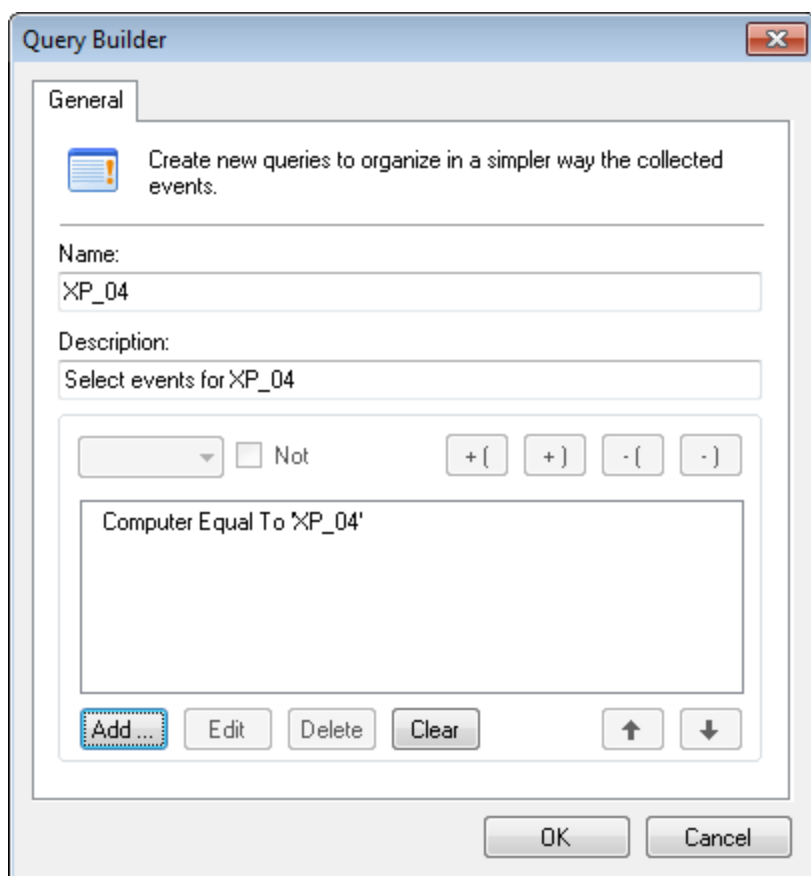 Query Builder
General
Create new queries to organize in a simpler way the collected
events.
Name:
XP_04
Description:
Select events for XP_04
Not
+ (
+ )
- (
- )
Computer Equal To 'XP_04'
Add ...
Edit
Delete
Clear
OK
Cancel